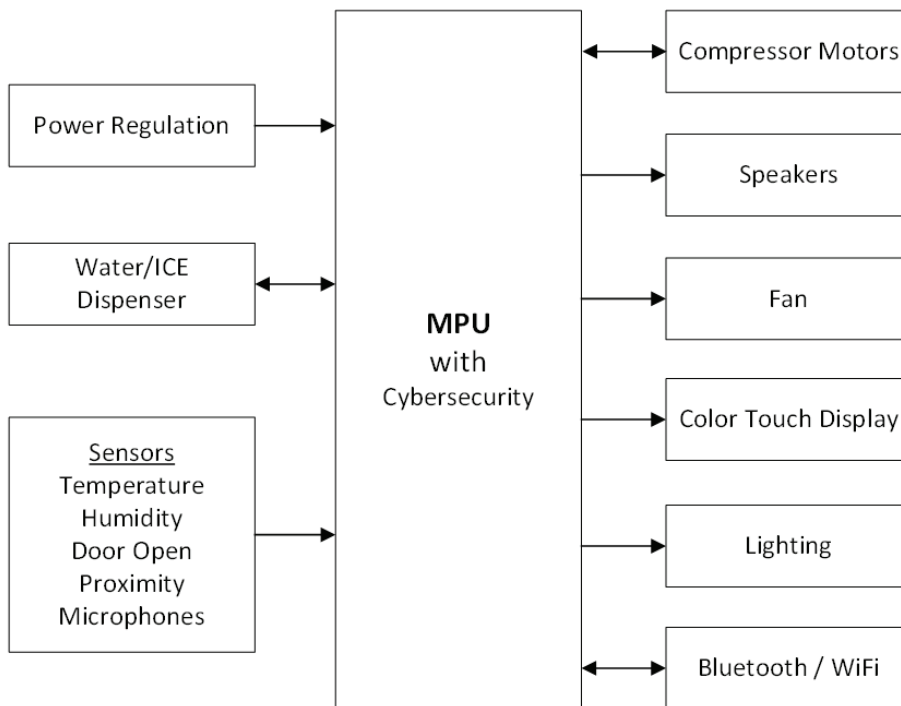 Power Regulation
Water/ICE
Dispenser
Sensors
Temperature
Humidity
Door Open
Proximity
Microphones
MPU
with
Cybersecurity
Compressor Motors
Speakers
Fan
Color Touch Display
Lighting
Bluetooth / WiFi